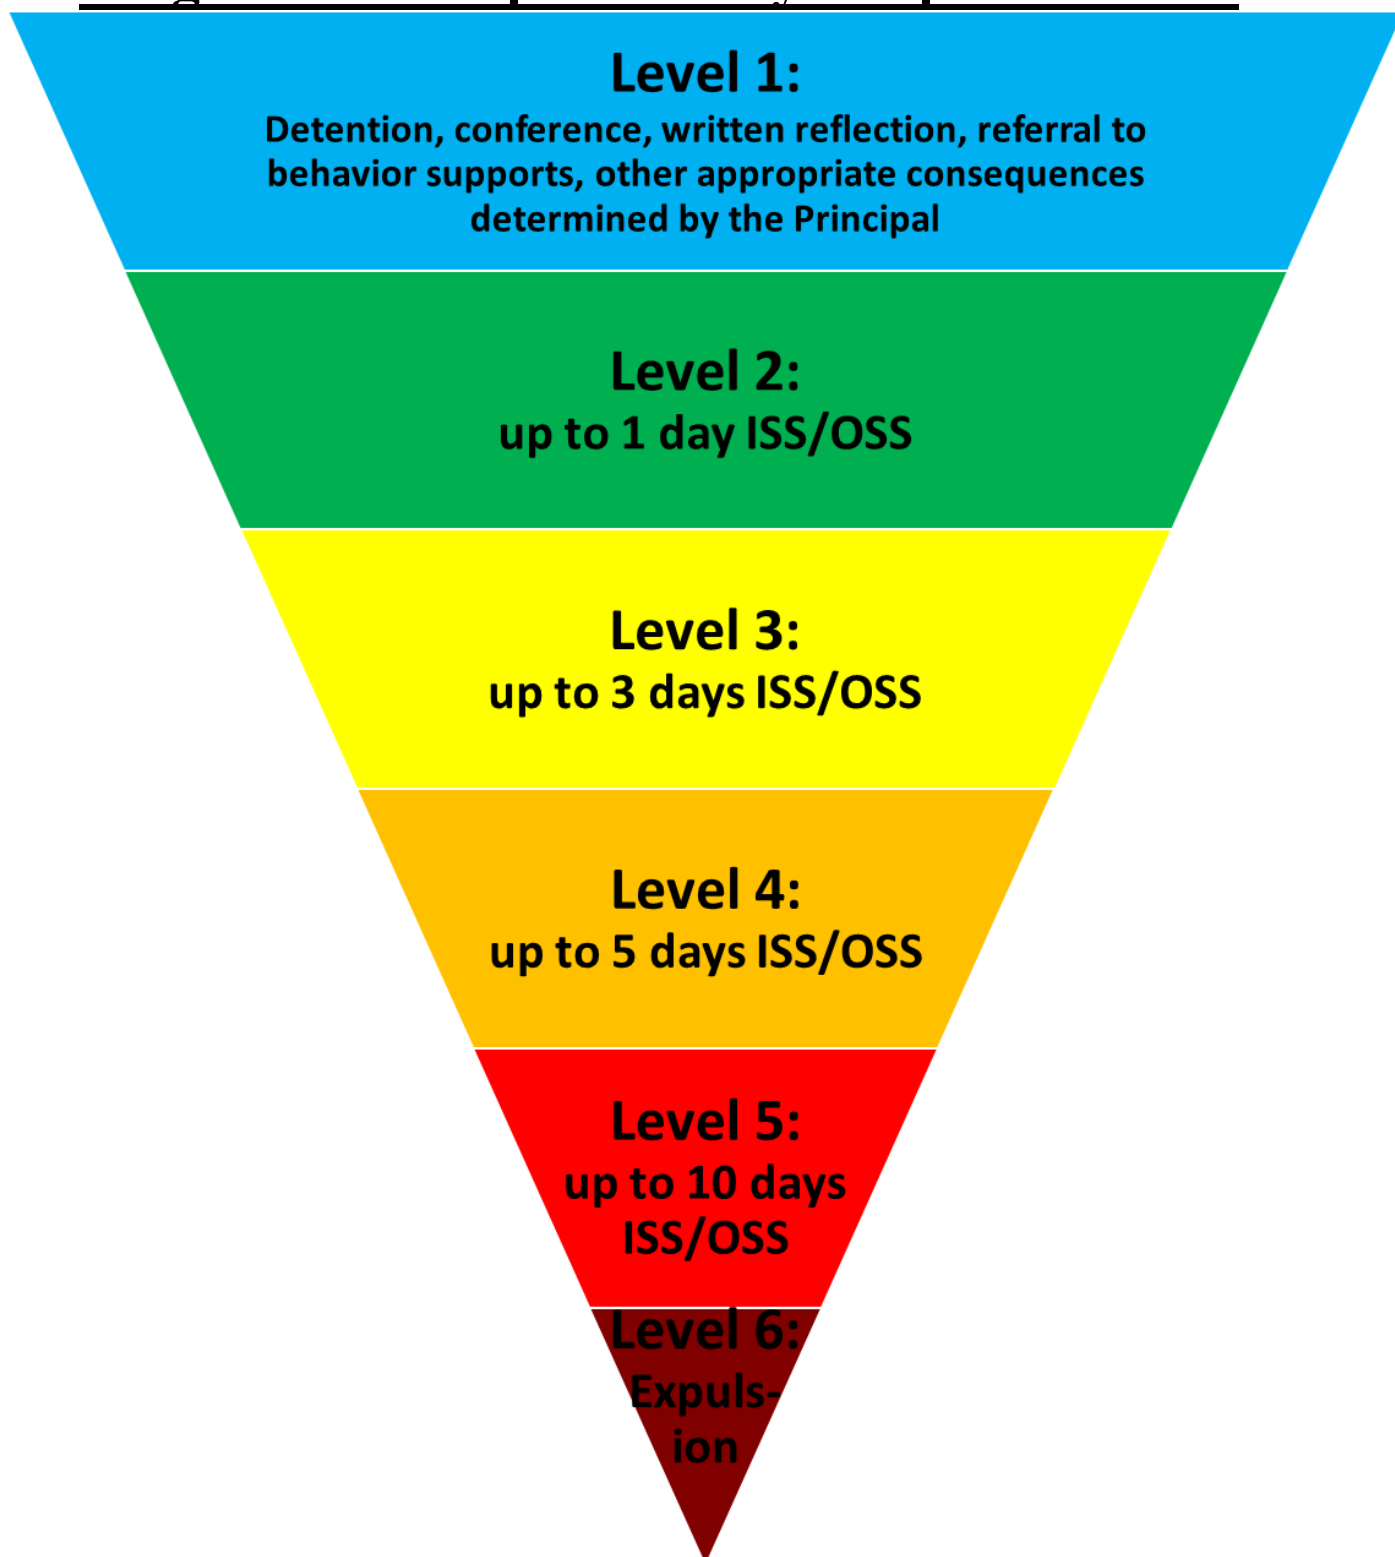 Level 1:
Detention, conference, written reflection, referral to
behavior supports, other appropriate consequences
determined by the Principal
Level 2:
up to 1 day ISS/OSS
Level 3:
up to 3 days ISS/OSS
Level 4:
up to 5 days ISS/OSS
Level 5:
up to 10 days
ISS/OSS
Level 6:
Expuls-
ion